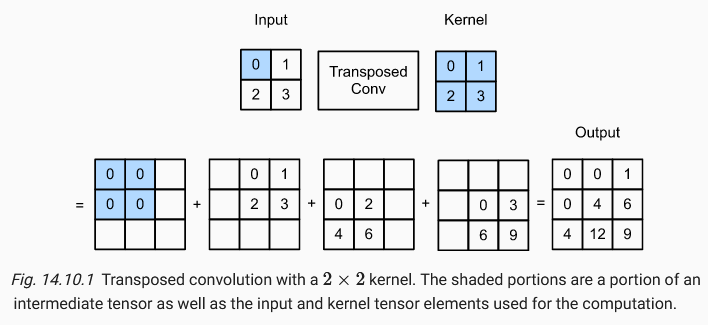 Input Kernel
0 1 Transposed Conv 0 1
2 3 2 3
Output
0 0 0 1 0 0 1
= 0 0 + 2 3 + 0 2 + 0 3 = 0 4 6
4 6 6 9 4 12 9
Fig. 14.10.1 Transposed convolution with a 2 × 2 kernel. The shaded portions are a portion of an
intermediate tensor as well as the input and kernel tensor elements used for the computation.